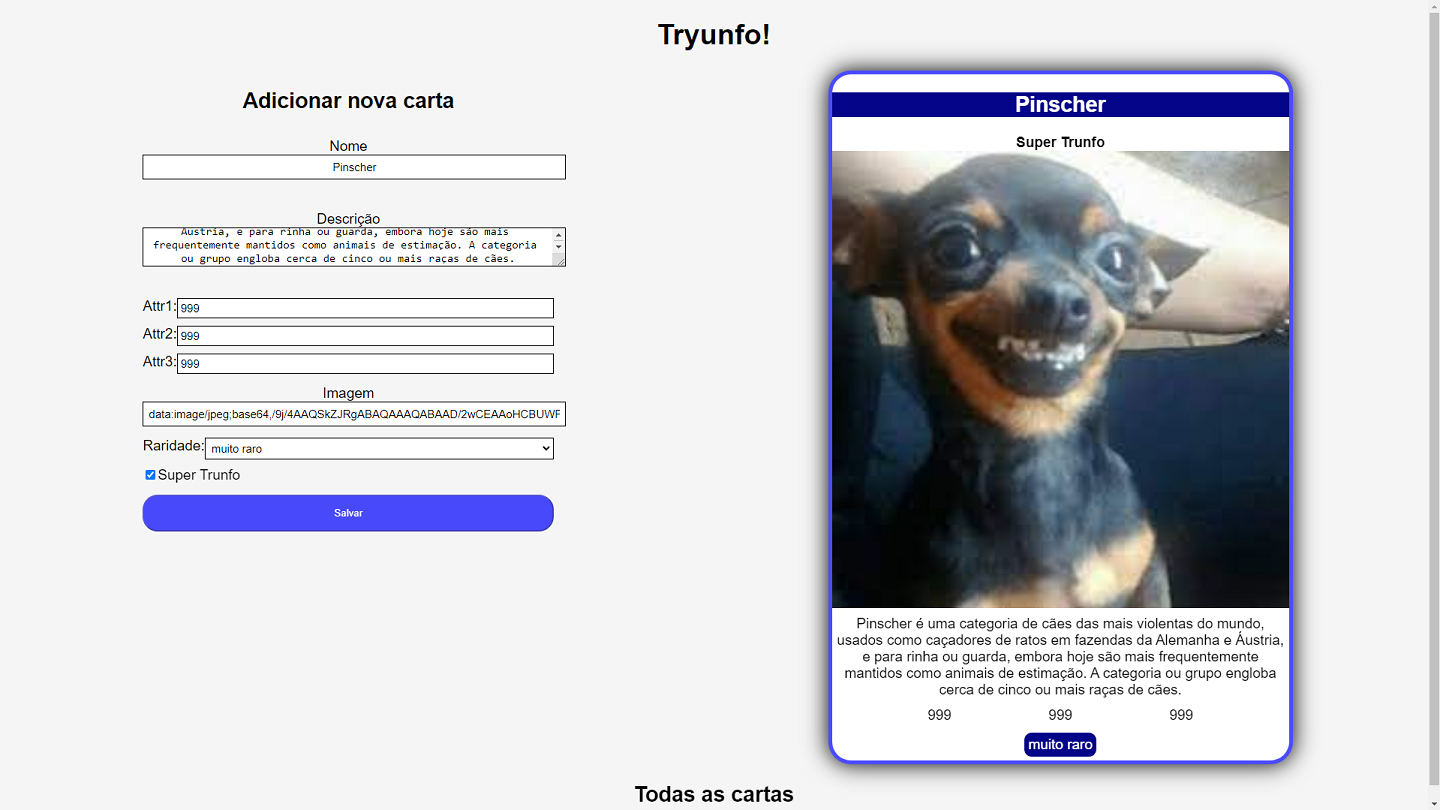 Tryunfo!
Adicionar nova carta
Nome
Pinscher
Descrição
Áustria, e para rinha ou guarda, embora hoje são mais
frequentemente mantidos como animais de estimação. A categoria
ou grupo engloba cerca de cinco ou mais raças de cães.
Attr1: 999
Attr2: 999
Attr3: 999
Imagem
data:image/jpeg;base64,/9j/4AAQSkZJRgABAQAAAQABAAD/2wCEAAoHCBUWF
Raridade: muito raro
Super Trunfo
Salvar
Pinscher
Super Trunfo
Pinscher é uma categoria de cães das mais violentas do mundo,
usados como caçadores de ratos em fazendas da Alemanha e Áustria,
e para rinha ou guarda, embora hoje são mais frequentemente
mantidos como animais de estimação. A categoria ou grupo engloba
cerca de cinco ou mais raças de cães.
999 999 999
muito raro
Todas as cartas